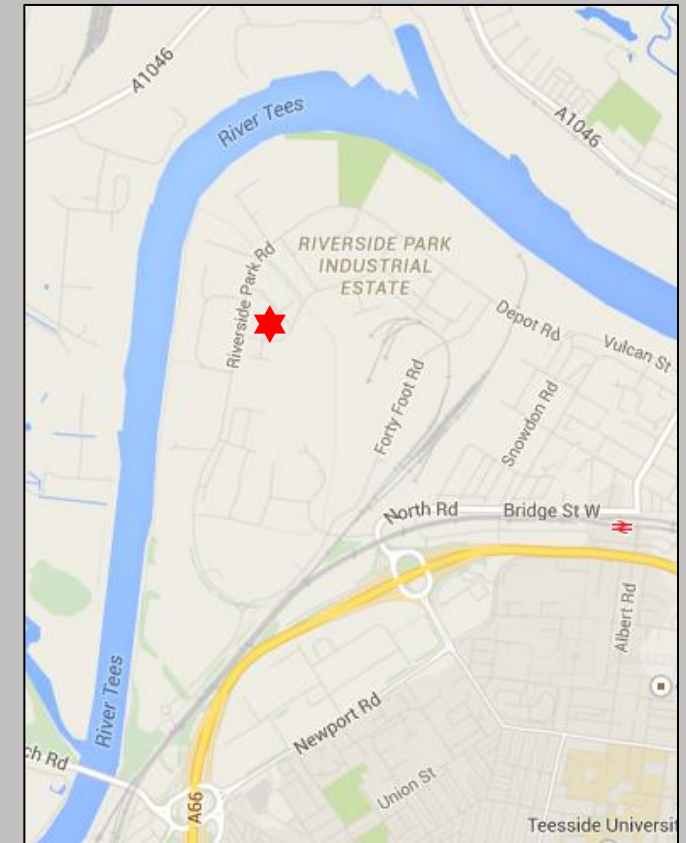 A1046
River Tees
A1046
RIVERSIDE PARK
INDUSTRIAL
ESTATE
Riverside Park Rd
Depot Rd
Vulcan St
Forty Foot Rd
Snowdon Rd
North Rd
Bridge St W
Albert Rd
River Tees
Newport Rd
ch Rd
Union St
A66
Teesside Universit